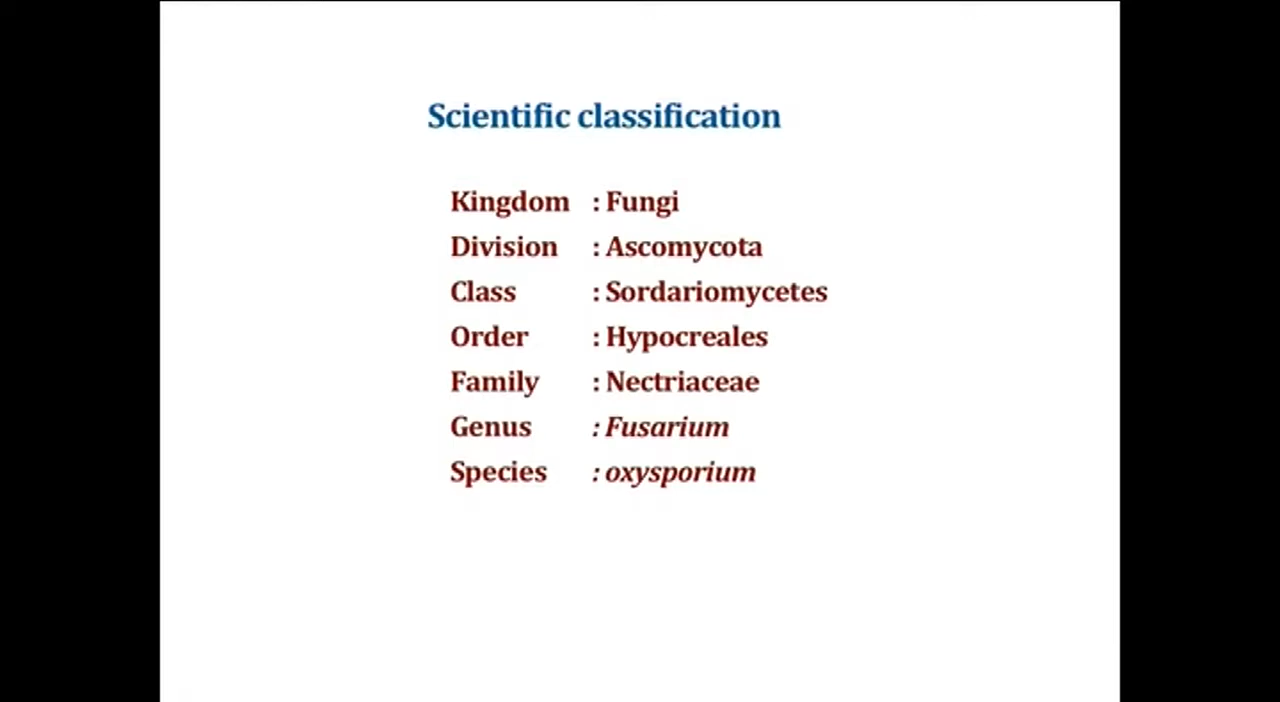 Scientific classification
Kingdom : Fungi
Division : Ascomycota
Class : Sordariomycetes
Order : Hypocreales
Family : Nectriaceae
Genus : Fusarium
Species : oxysporium